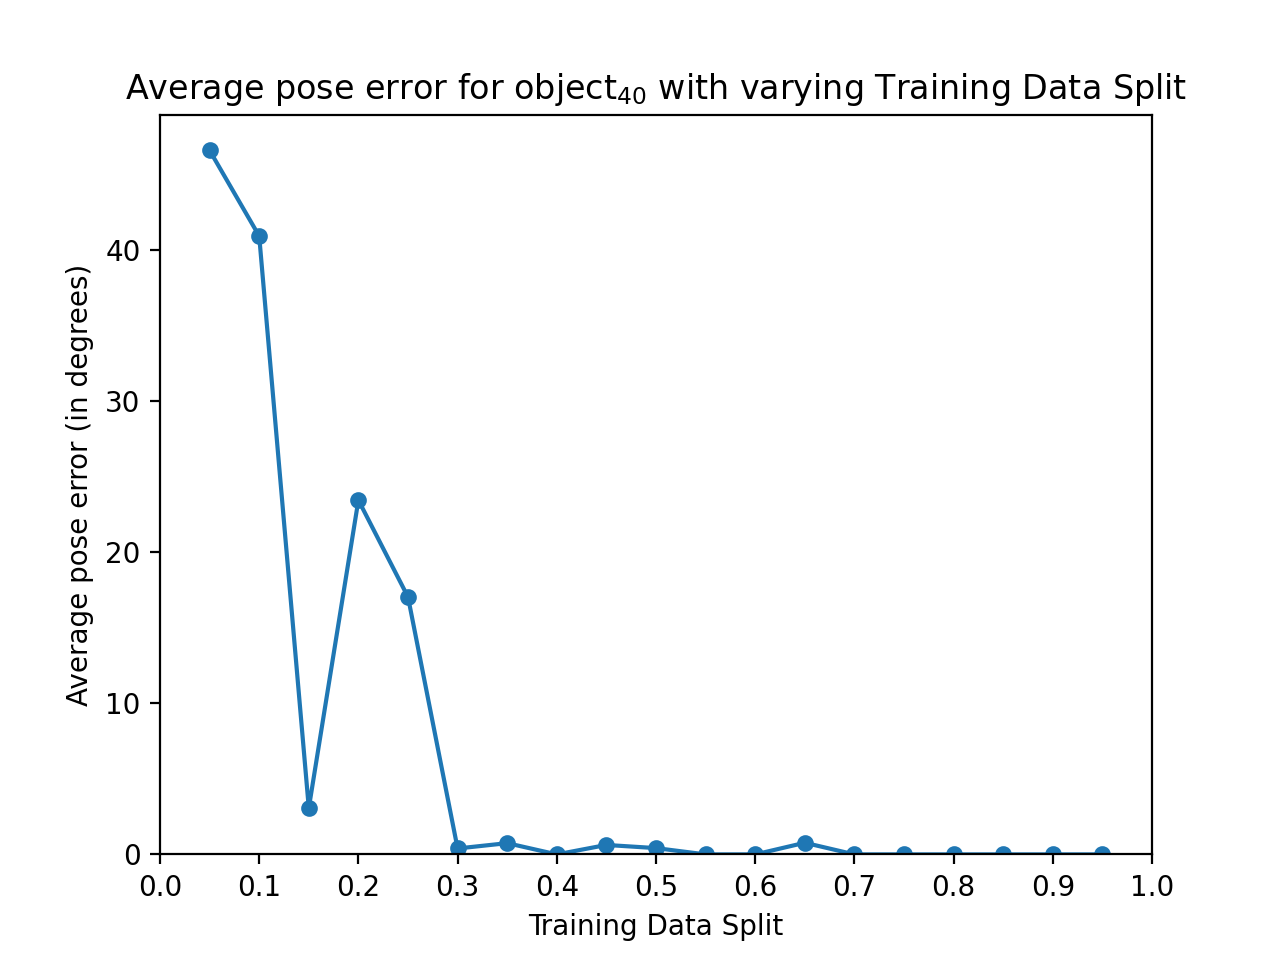 Average pose error for object₄₀ with varying Training Data Split
Average pose error (in degrees)
40
30
20
10
0
0.0 0.1 0.2 0.3 0.4 0.5 0.6 0.7 0.8 0.9 1.0
Training Data Split